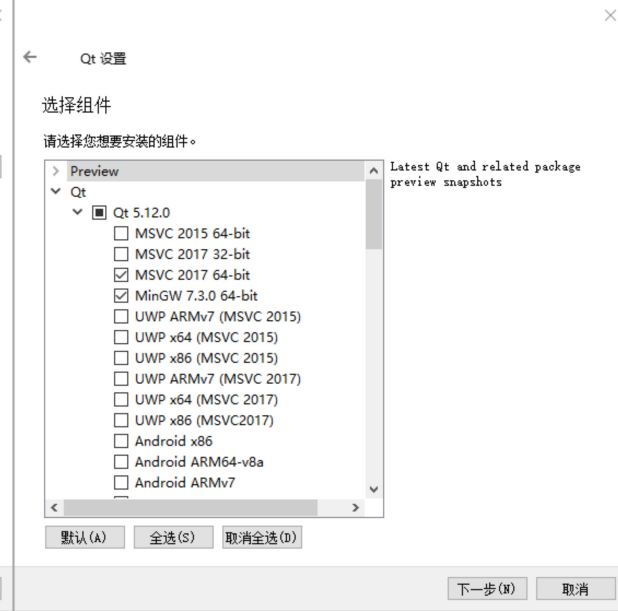 Qt 设置
选择组件
请选择您想要安装的组件。
Preview
Qt
Qt 5.12.0
MSVC 2015 64-bit
MSVC 2017 32-bit
MSVC 2017 64-bit
MinGW 7.3.0 64-bit
UWP ARMv7 (MSVC 2015)
UWP x64 (MSVC 2015)
UWP x86 (MSVC 2015)
UWP ARMv7 (MSVC 2017)
UWP x64 (MSVC 2017)
UWP x86 (MSVC2017)
Android x86
Android ARM64-v8a
Android ARMv7
Latest Qt and related package
preview snapshots
默认(A) 全选(S) 取消全选(D)
下一步(N) 取消